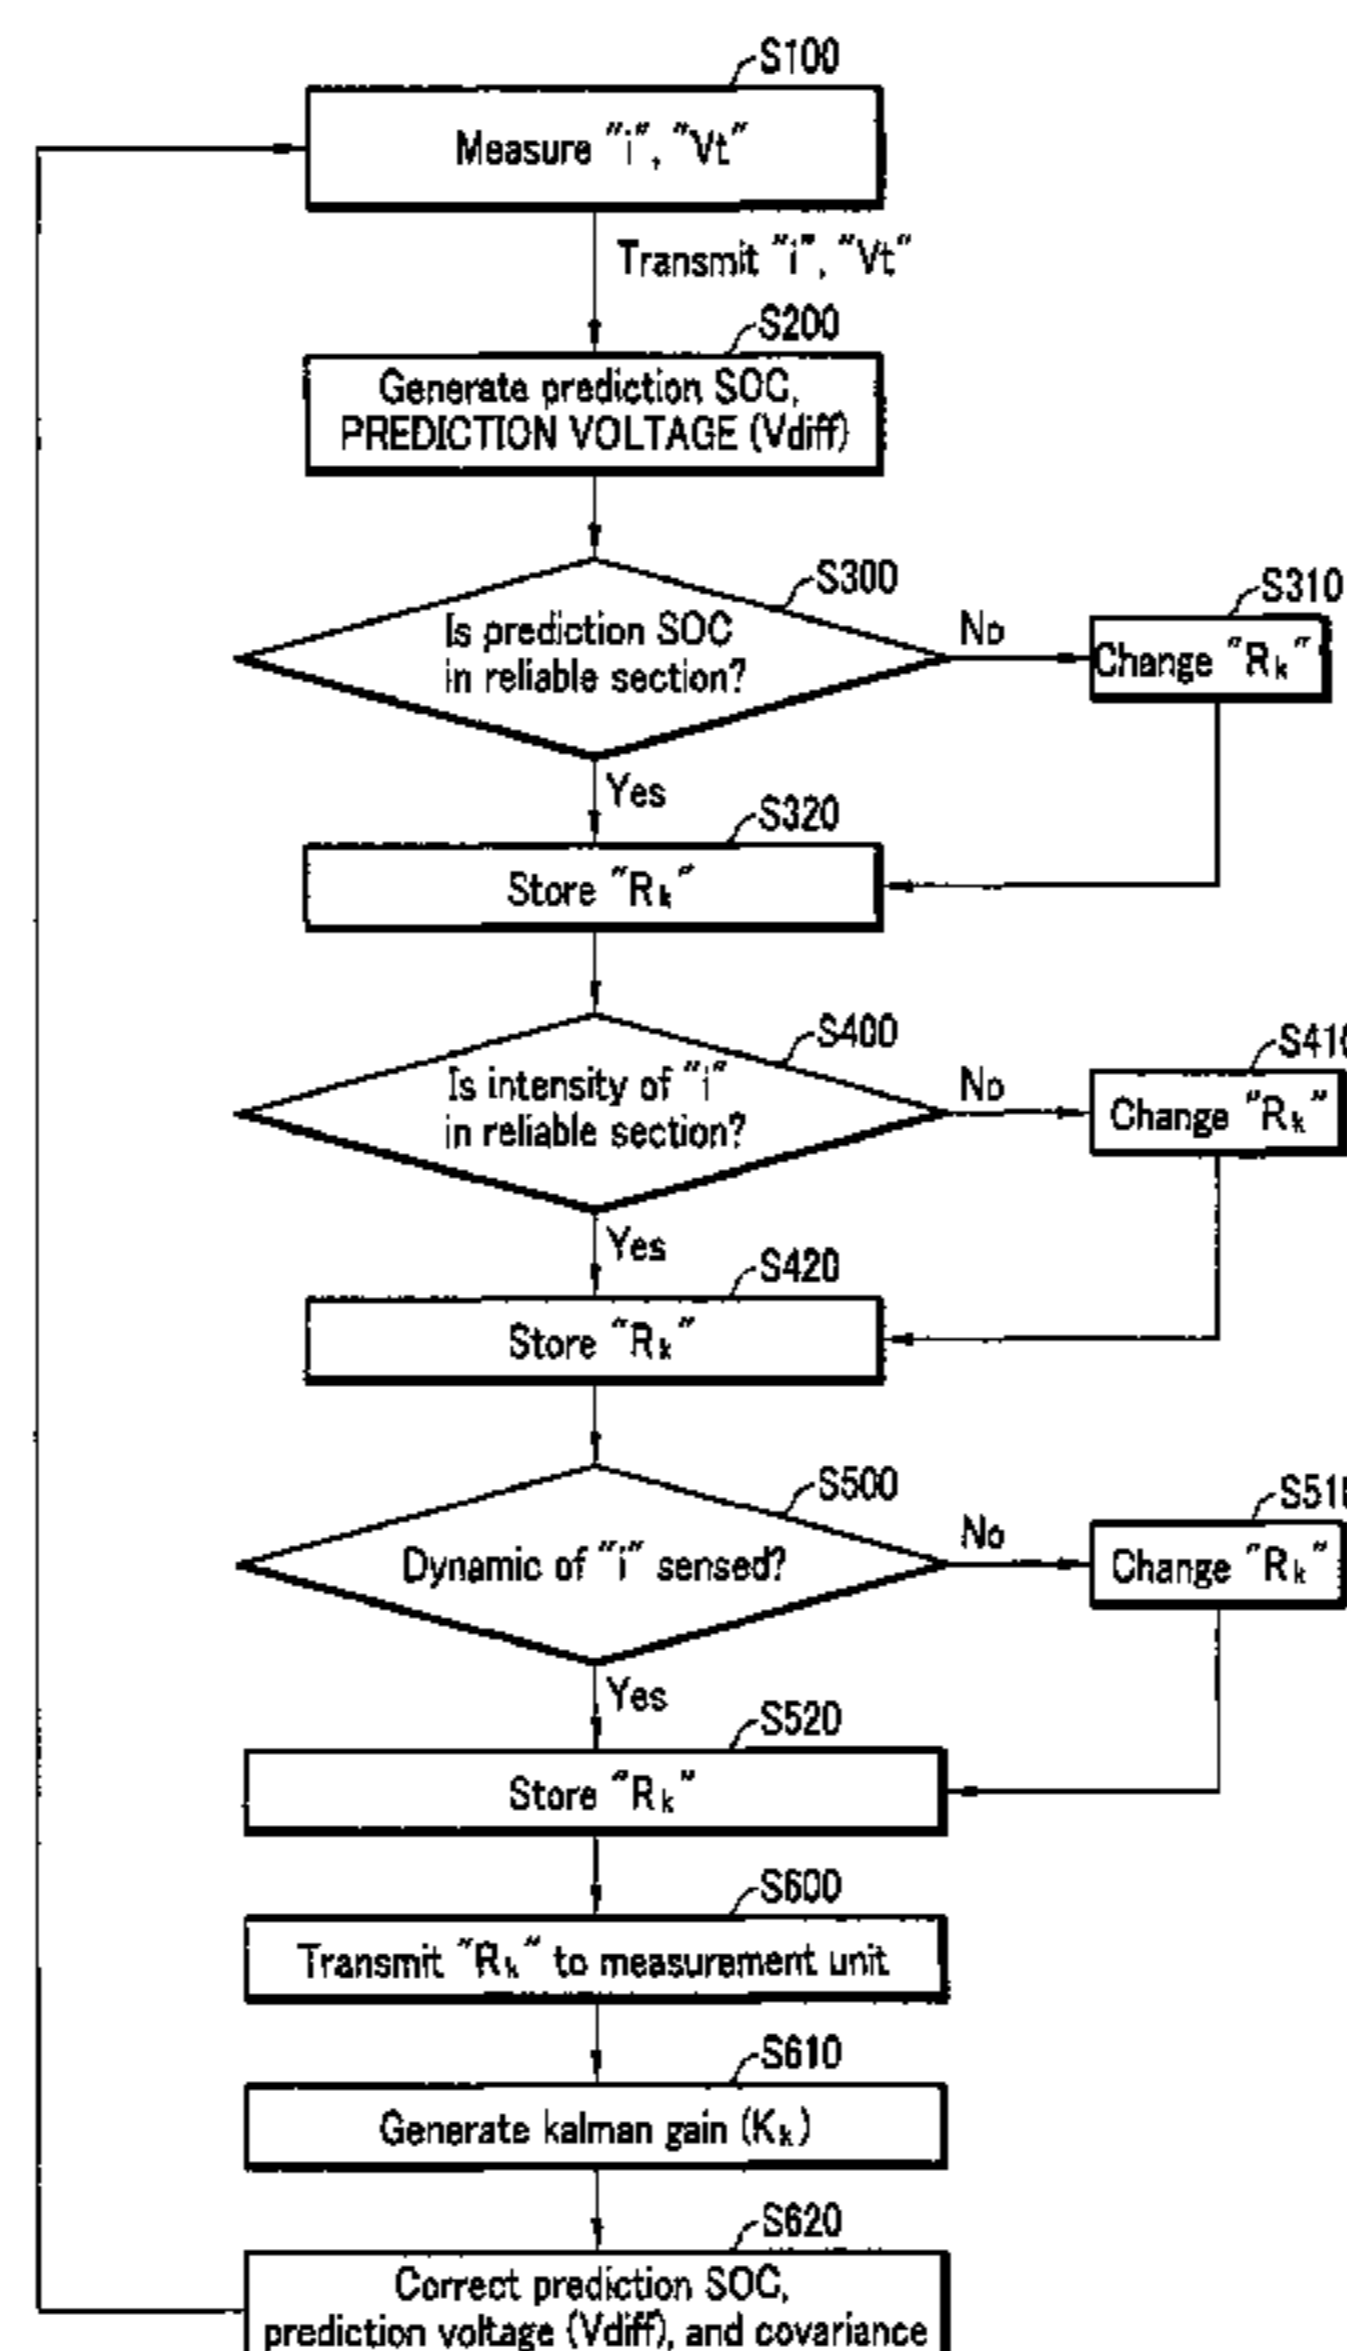 S100
Measure "i", "Vt"
Transmit "i", "Vt"
S200
Generate prediction SOC,
PREDICTION VOLTAGE (Vdiff)
S300
Is prediction SOC
in reliable section?
No
S310
Change "Rk"
Yes
S320
Store "Rk"
S400
Is intensity of "i"
in reliable section?
No
S410
Change "Rk"
Yes
S420
Store "Rk"
S500
Dynamic of "i" sensed?
No
Change "Rk"
Yes
S520
Store "Rk"
S600
Transmit "Rk" to measurement unit
S610
Generate kalman gain (Kk)
S620
Correct prediction SOC,
prediction voltage (Vdiff), and covariance